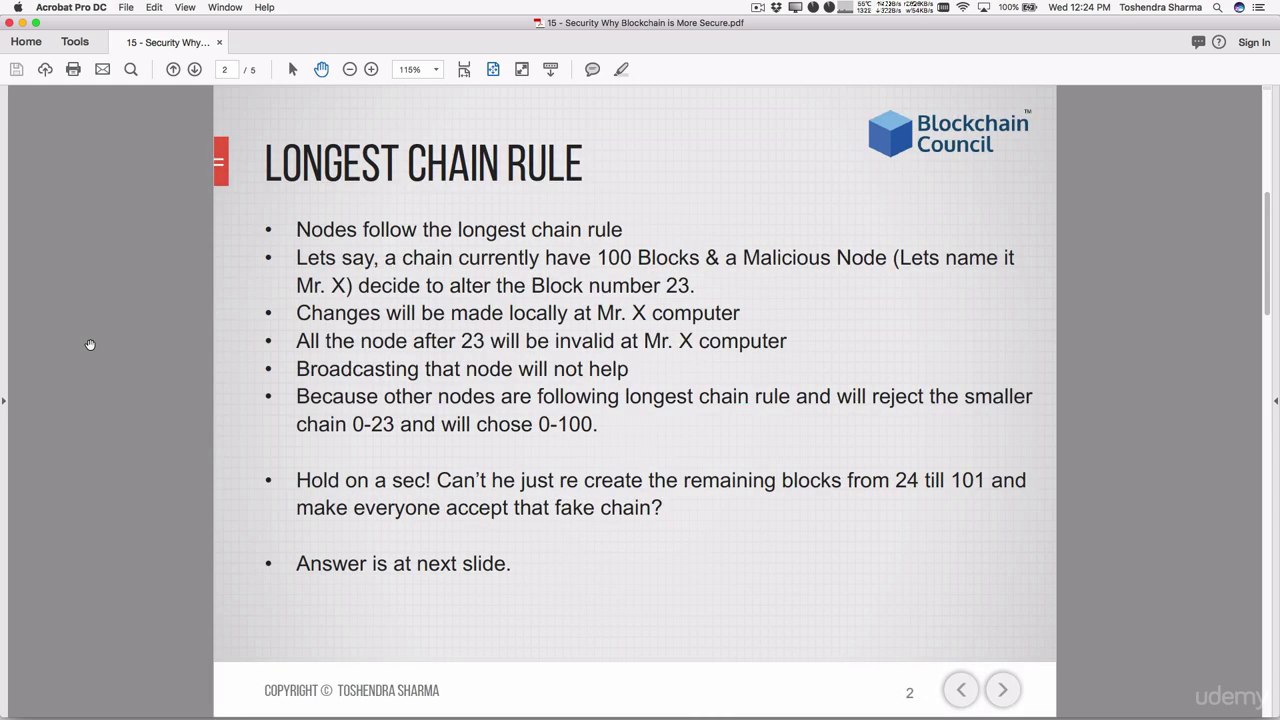 Acrobat Pro DC File Edit View Window Help 100% Wed 12:24 PM Toshendra Sharma
15 - Security Why Blockchain is More Secure.pdf
Home Tools 15 - Security Why... × Sign In
2 / 5 115%
Blockchain
Council
TM
LONGEST CHAIN RULE
• Nodes follow the longest chain rule
• Lets say, a chain currently have 100 Blocks & a Malicious Node (Lets name it
Mr. X) decide to alter the Block number 23.
• Changes will be made locally at Mr. X computer
• All the node after 23 will be invalid at Mr. X computer
• Broadcasting that node will not help
• Because other nodes are following longest chain rule and will reject the smaller
chain 0-23 and will chose 0-100.
• Hold on a sec! Can't he just re create the remaining blocks from 24 till 101 and
make everyone accept that fake chain?
• Answer is at next slide.
COPYRIGHT © TOSHENDRA SHARMA
2
udemy